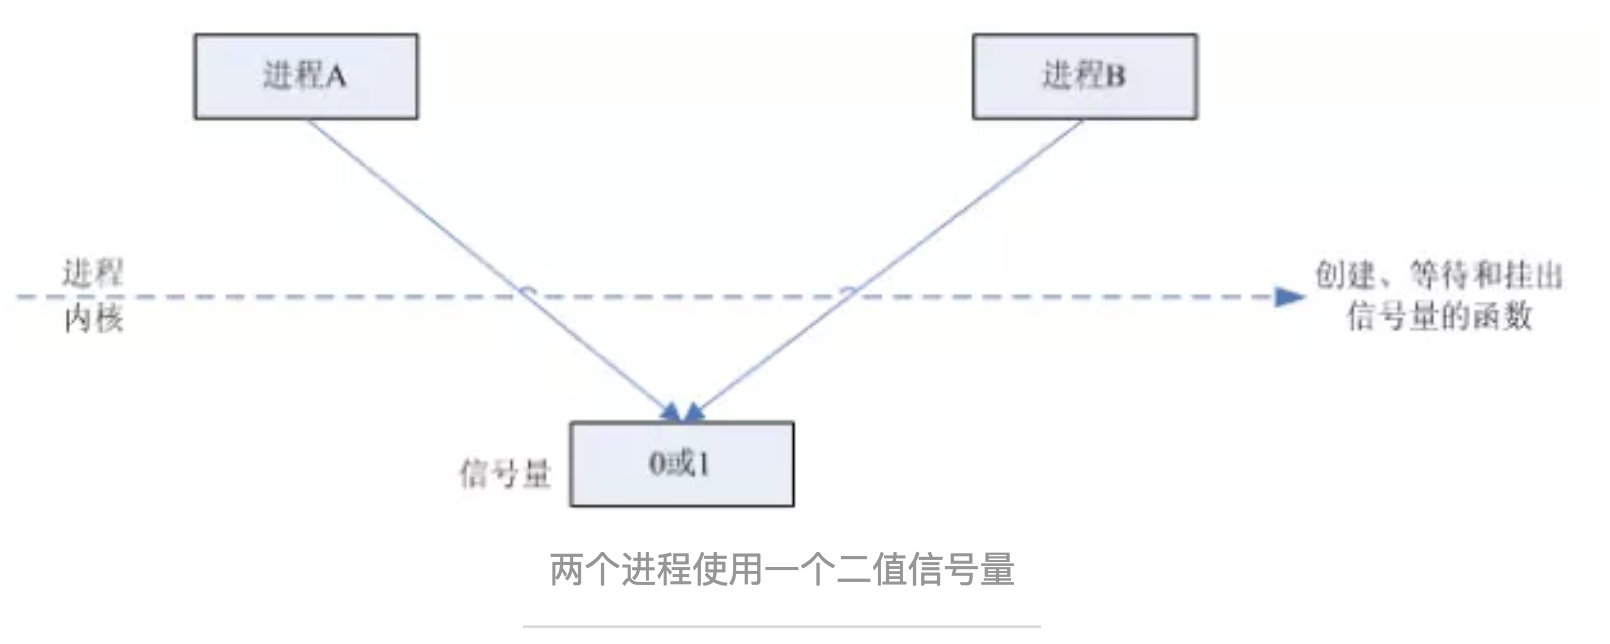 进程A
进程B
进程
内核
创建、等待和挂出
信号量的函数
信号量
0或1
两个进程使用一个二值信号量